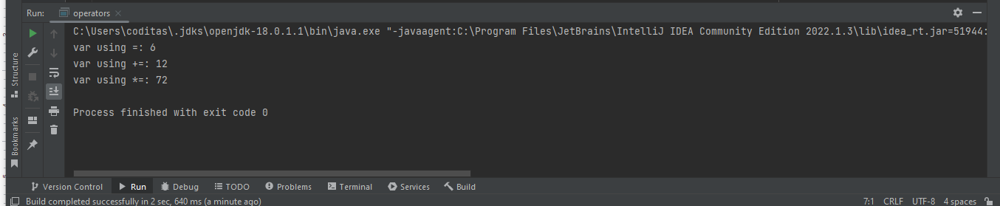 Run: operators
C:\Users\coditas\.jdks\openjdk-18.0.1.1\bin\java.exe "-javaagent:C:\Program Files\JetBrains\IntelliJ IDEA Community Edition 2022.1.3\lib\idea_rt.jar=51944:
var using =: 6
var using +=: 12
var using *=: 72
Process finished with exit code 0
Structure
Bookmarks
Version Control Run Debug TODO Problems Terminal Services Build
Build completed successfully in 2 sec, 640 ms (a minute ago) 7:1 CRLF UTF-8 4 spaces